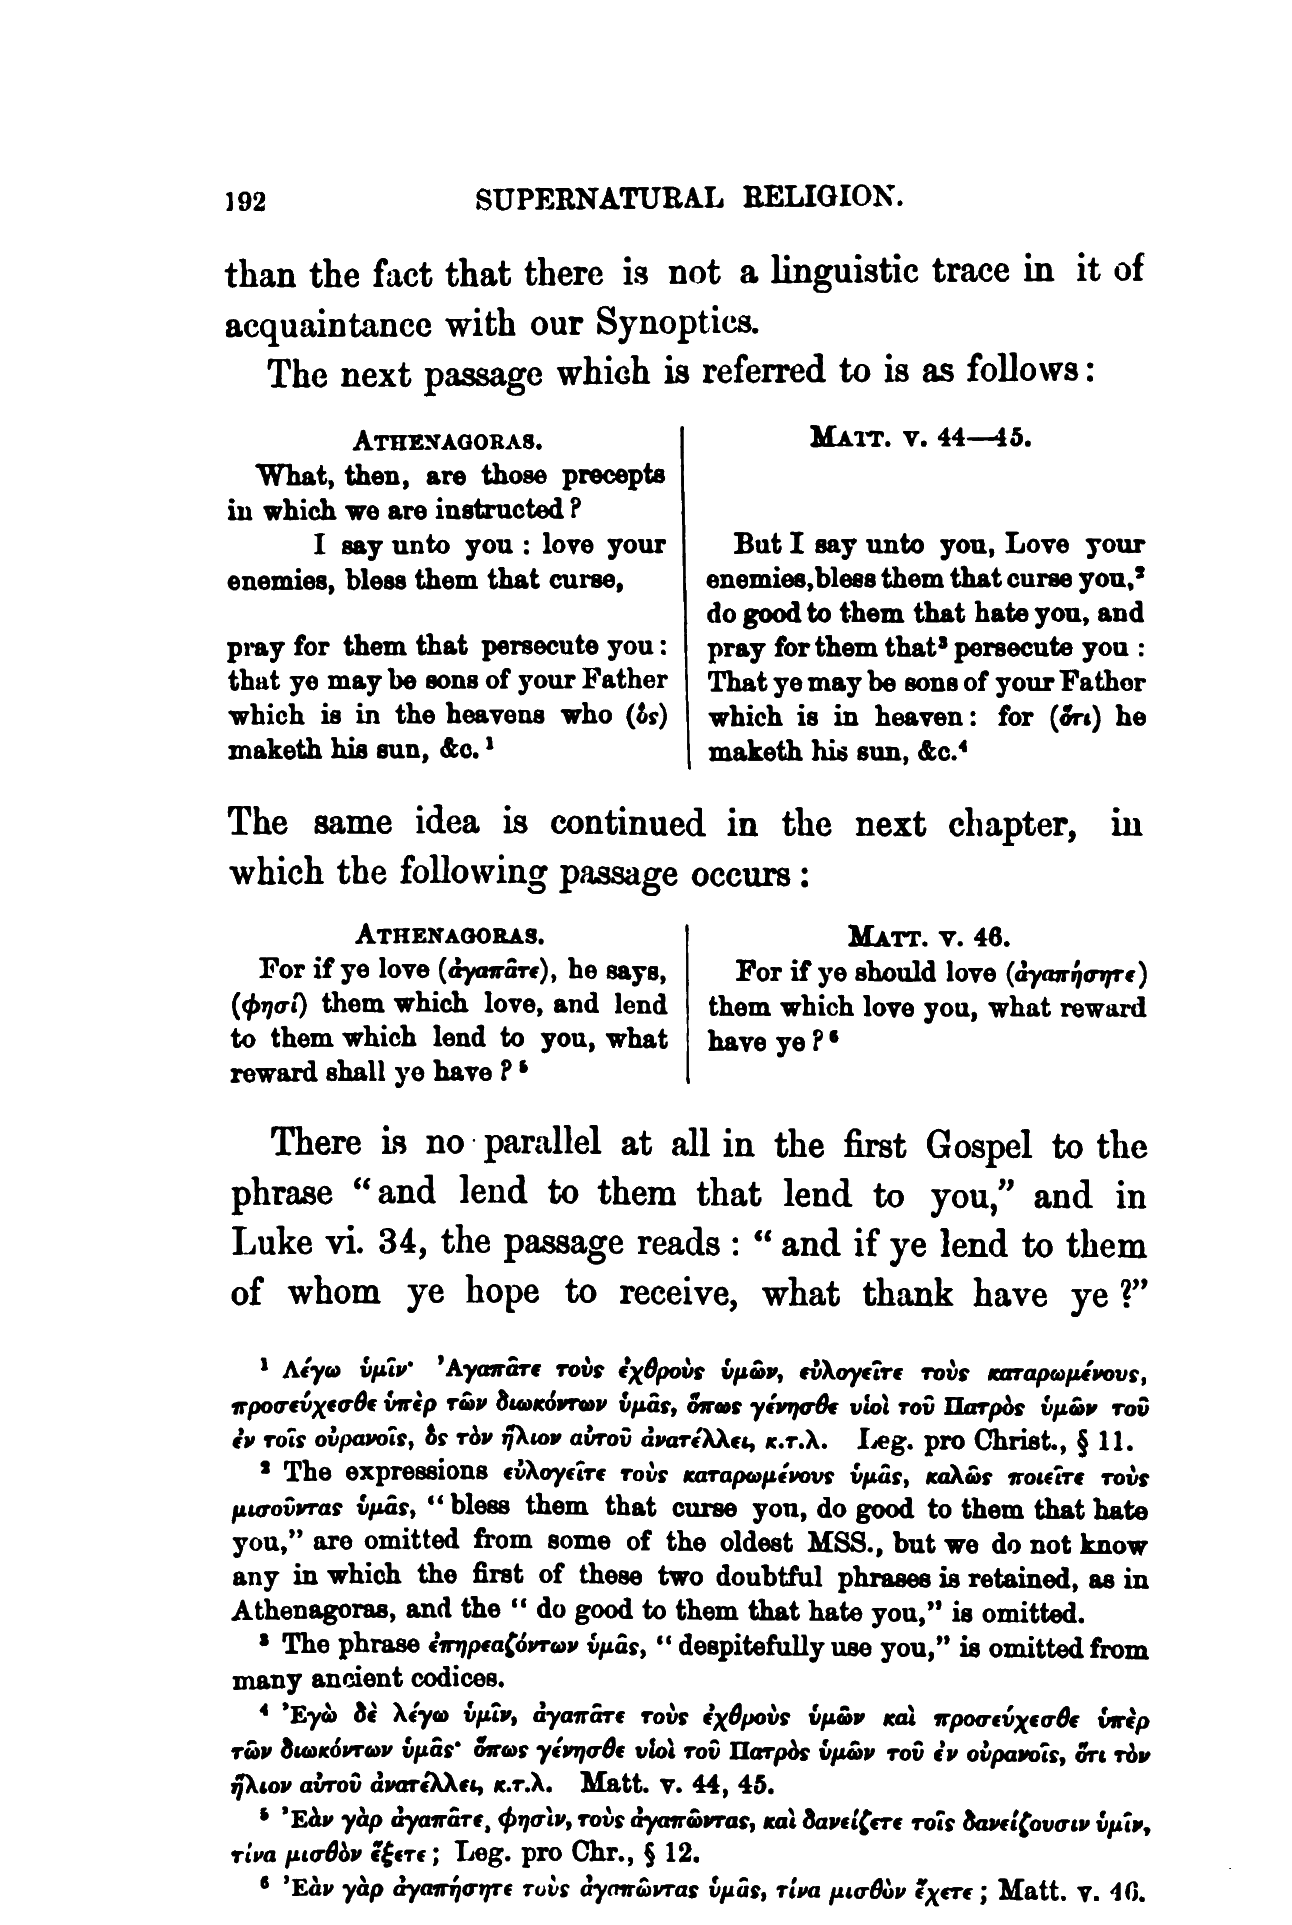 192 SUPERNATURAL RELIGION.
than the fact that there is not a linguistic trace in it of
acquaintance with our Synoptics.
The next passage which is referred to is as follows:
ATHENAGORAS.
What, then, are those precepts
in which we are instructed?
I say unto you : love your
enemies, bless them that curse,
pray for them that persecute you:
that ye may be sons of your Father
which is in the heavens who (ὃς)
maketh his sun, &c.¹
MATT. v. 44—45.
But I say unto you, Love your
enemies, bless them that curse you,²
do good to them that hate you, and
pray for them that³ persecute you :
That ye may be sons of your Father
which is in heaven: for (ὅτι) he
maketh his sun, &c.⁴
The same idea is continued in the next chapter, in
which the following passage occurs:
ATHENAGORAS.
For if ye love (ἀγαπᾶτε), he says,
(φησί) them which love, and lend
to them which lend to you, what
reward shall ye have?⁵
MATT. v. 46.
For if ye should love (ἀγαπήσητε)
them which love you, what reward
have ye?⁶
There is no parallel at all in the first Gospel to the
phrase “and lend to them that lend to you,” and in
Luke vi. 34, the passage reads: “and if ye lend to them
of whom ye hope to receive, what thank have ye?”
¹ Λέγω ὑμῖν· Ἀγαπᾶτε τοὺς ἐχθροὺς ὑμῶν, εὐλογεῖτε τοὺς καταρωμένους,
προσεύχεσθε ὑπὲρ τῶν διωκόντων ὑμᾶς, ὅπως γένησθε υἱοὶ τοῦ Πατρὸς ὑμῶν τοῦ
ἐν τοῖς οὐρανοῖς, ὃς τὸν ἥλιον αὐτοῦ ἀνατέλλει, κ.τ.λ. Leg. pro Christ., § 11.
² The expressions εὐλογεῖτε τοὺς καταρωμένους ὑμᾶς, καλῶς ποιεῖτε τοὺς
μισοῦντας ὑμᾶς, “bless them that curse you, do good to them that hate
you,” are omitted from some of the oldest MSS., but we do not know
any in which the first of these two doubtful phrases is retained, as in
Athenagoras, and the “do good to them that hate you,” is omitted.
³ The phrase ἐπηρεαζόντων ὑμᾶς, “despitefully use you,” is omitted from
many ancient codices.
⁴ Ἐγὼ δὲ λέγω ὑμῖν, ἀγαπᾶτε τοὺς ἐχθροὺς ὑμῶν καὶ προσεύχεσθε ὑπὲρ
τῶν διωκόντων ὑμᾶς· ὅπως γένησθε υἱοὶ τοῦ Πατρὸς ὑμῶν τοῦ ἐν οὐρανοῖς, ὅτι τὸν
ἥλιον αὐτοῦ ἀνατέλλει, κ.τ.λ. Matt. v. 44, 45.
⁵ Ἐὰν γὰρ ἀγαπᾶτε, φησὶν, τοὺς ἀγαπῶντας, καὶ δανείζετε τοῖς δανείζουσιν ὑμῖν,
τίνα μισθὸν ἕξετε; Leg. pro Chr., § 12.
⁶ Ἐὰν γὰρ ἀγαπήσητε τοὺς ἀγαπῶντας ὑμᾶς, τίνα μισθὸν ἔχετε; Matt. v. 46.